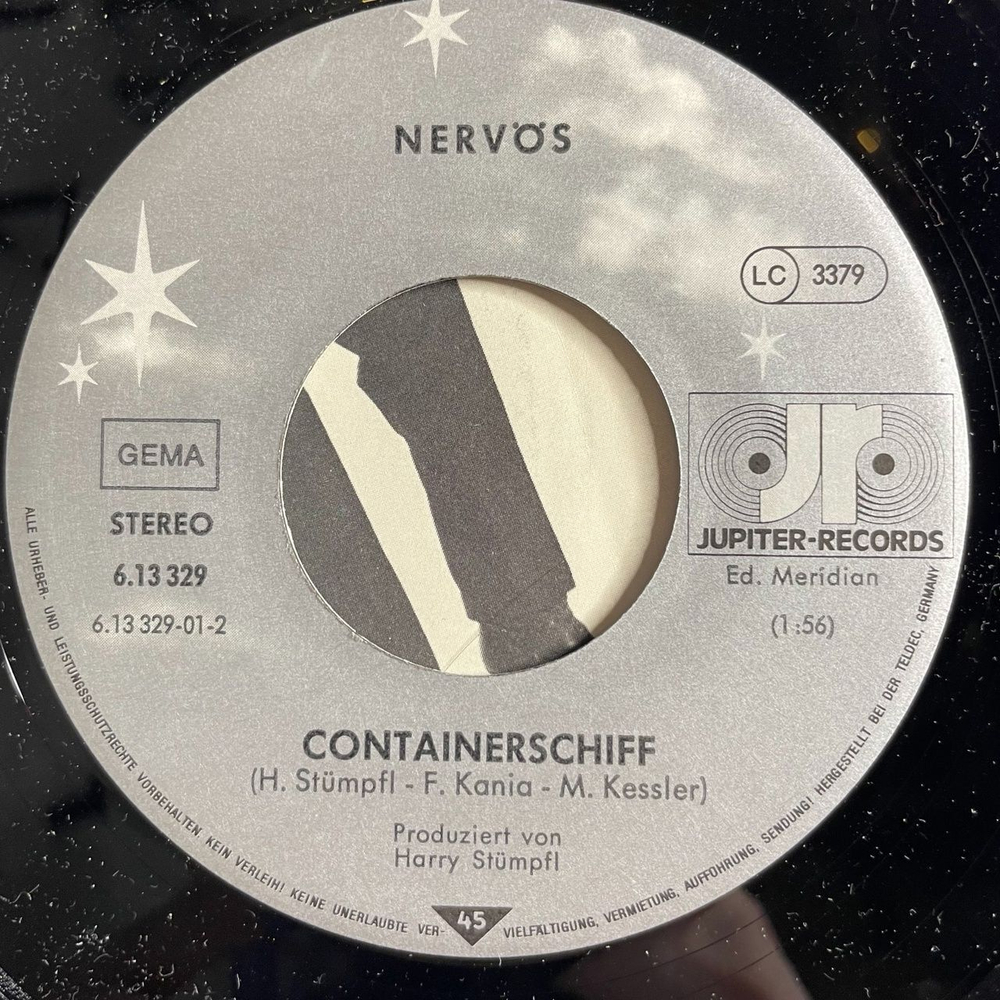 NERVÖS
LC 3379
GEMA
STEREO
6.13 329
6.13 329-01-2
jr
JUPITER-RECORDS
Ed. Meridian
(1:56)
CONTAINERSCHIFF
(H. Stümpfl - F. Kania - M. Kessler)
Produziert von
Harry Stümpfl
45
ALLE URHEBER- UND LEISTUNGSSCHUTZRECHTE VORBEHALTEN. KEIN VERLEIH! KEINE UNERLAUBTE VER- VIELFÄLTIGUNG, VERMIETUNG, AUFFÜHRUNG, SENDUNG! HERGESTELLT BEI DER TELDEC, GERMANY